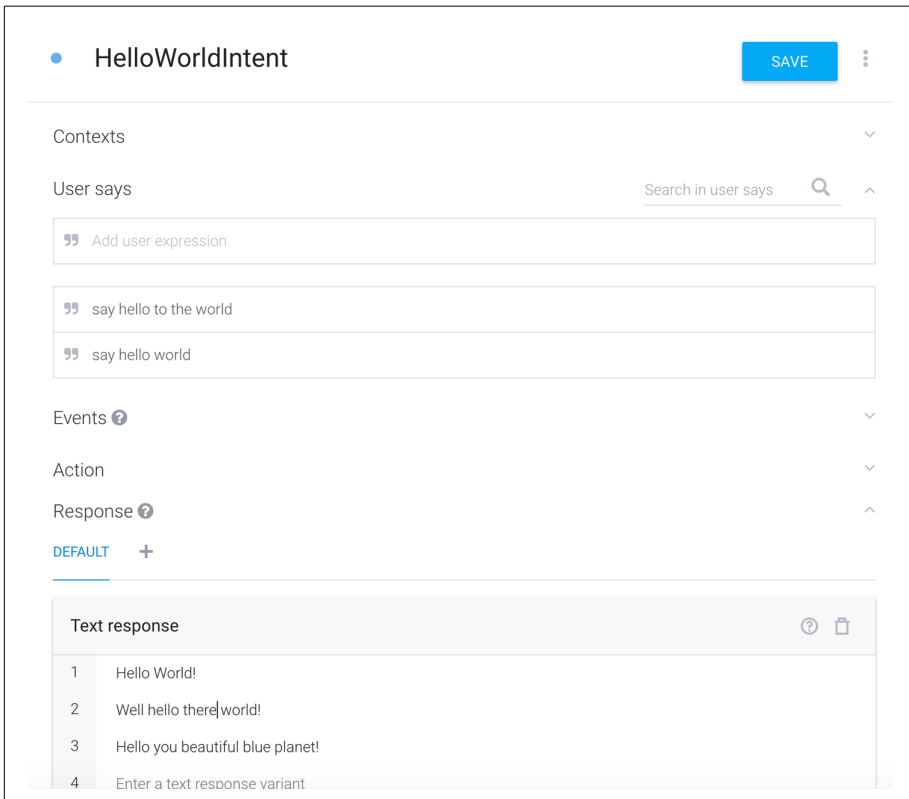 HelloWorldIntent
SAVE
Contexts
User says
Search in user says
Add user expression
say hello to the world
say hello world
Events
Action
Response
DEFAULT
Text response
1 Hello World!
2 Well hello there world!
3 Hello you beautiful blue planet!
4 Enter a text response variant